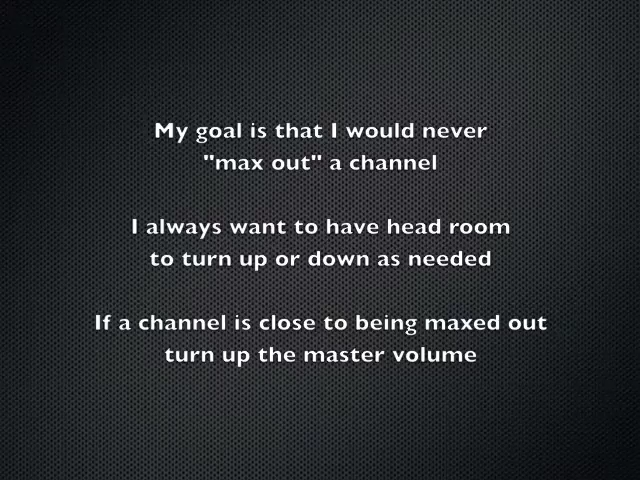 My goal is that I would never
"max out" a channel
I always want to have head room
to turn up or down as needed
If a channel is close to being maxed out
turn up the master volume